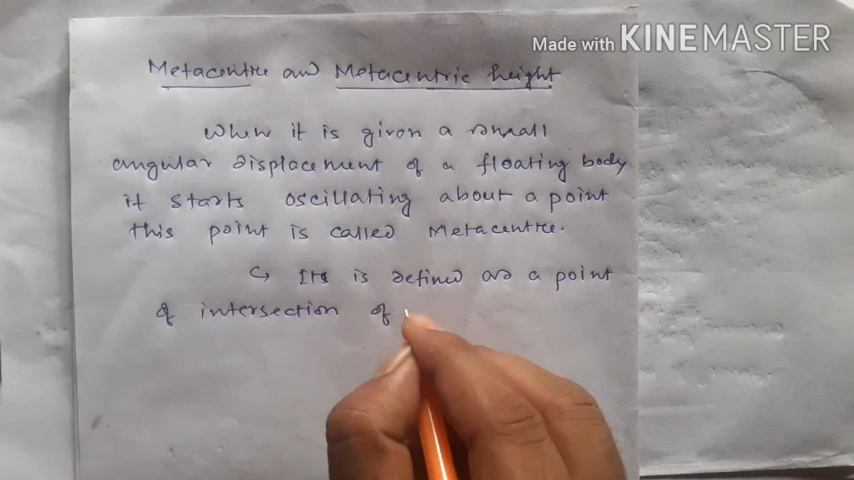 Made with KINEMASTER
Metacentre and Metacentric height
When it is given a small
angular displacement of a floating body
it starts oscillating about a point
this point is called Metacentre.
↪ Its is defined as a point
of intersection of